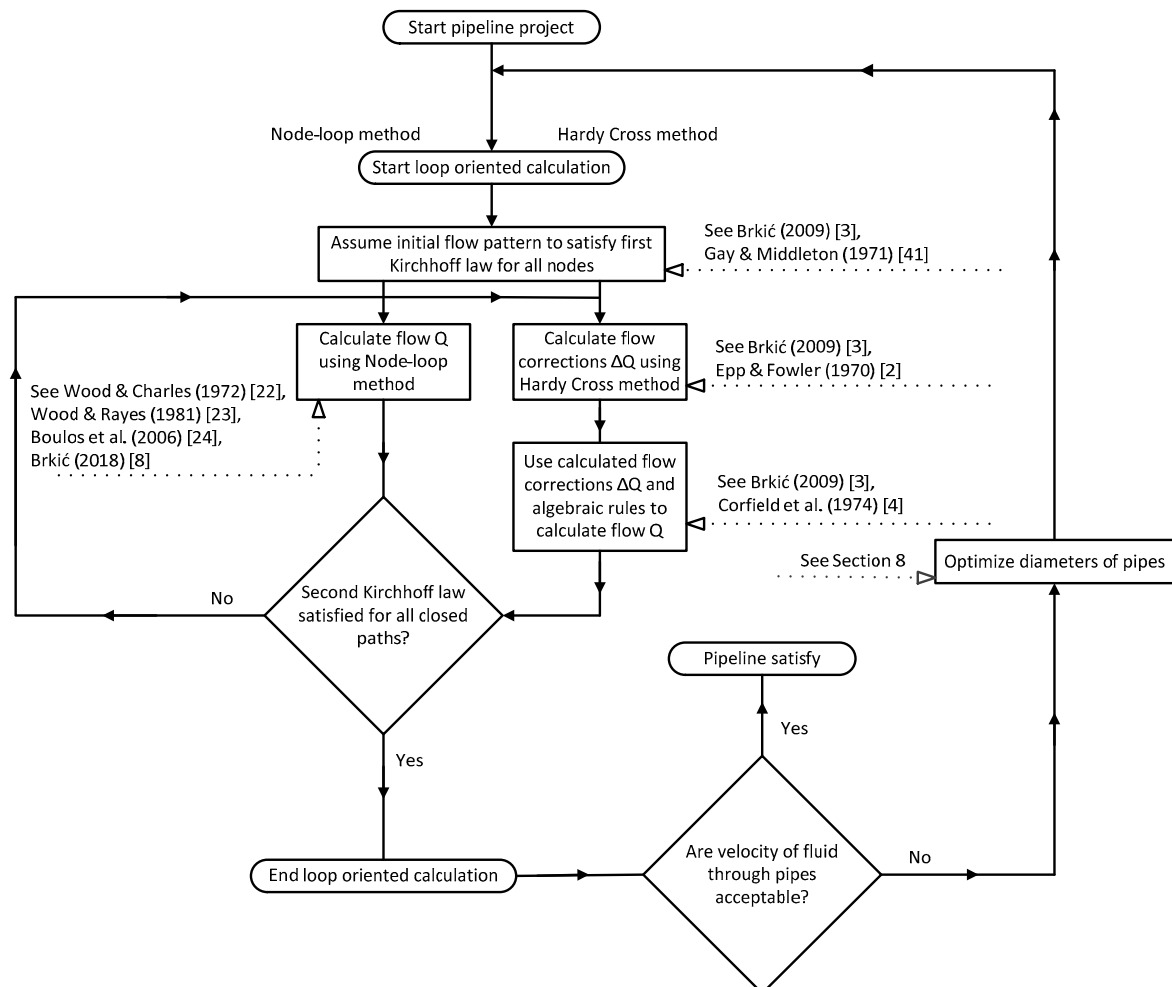 Start pipeline project
Node-loop method
Hardy Cross method
Start loop oriented calculation
Assume initial flow pattern to satisfy first
Kirchhoff law for all nodes
See Brkić (2009) [3],
Gay & Middleton (1971) [41]
Calculate flow Q
using Node-loop
method
Calculate flow
corrections ΔQ using
Hardy Cross method
See Brkić (2009) [3],
Epp & Fowler (1970) [2]
See Wood & Charles (1972) [22],
Wood & Rayes (1981) [23],
Boulos et al. (2006) [24],
Brkić (2018) [8]
Use calculated flow
corrections ΔQ and
algebraic rules to
calculate flow Q
See Brkić (2009) [3],
Corfield et al. (1974) [4]
See Section 8
Optimize diameters of pipes
No
Second Kirchhoff law
satisfied for all closed
paths?
Pipeline satisfy
Yes
Yes
Are velocity of fluid
through pipes
acceptable?
No
End loop oriented calculation